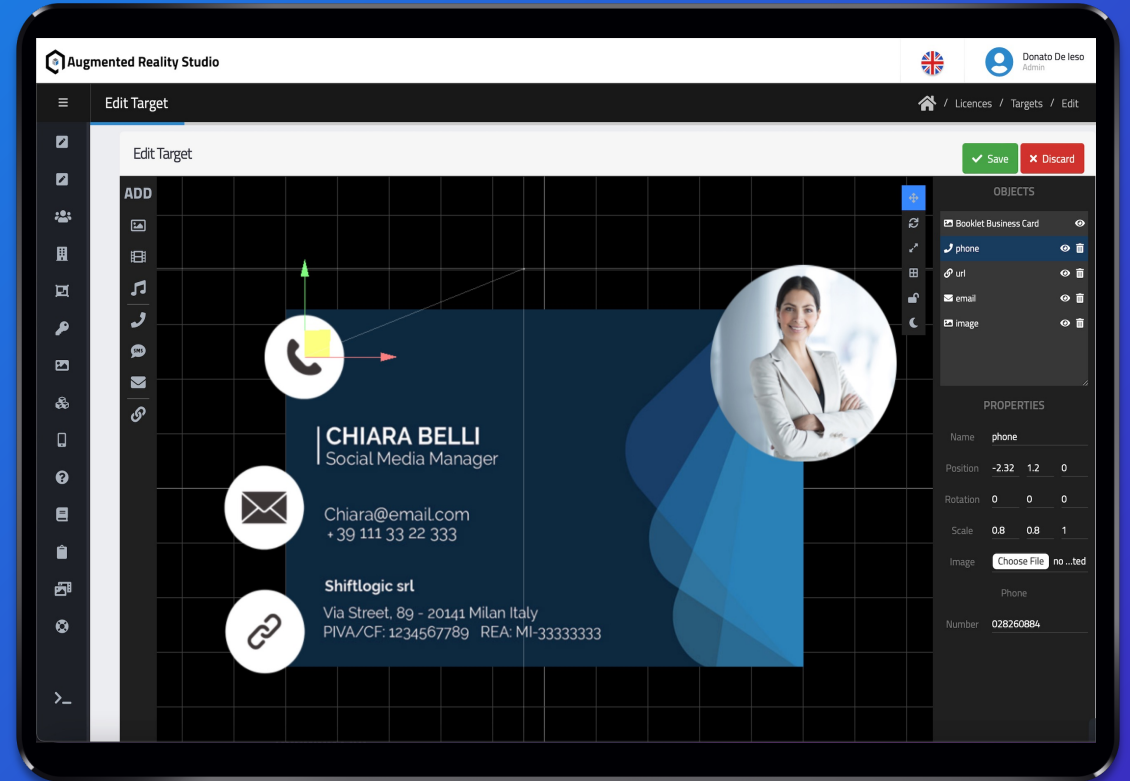 Augmented Reality Studio
Donato De Ieso
Admin
Edit Target
/ Licences / Targets / Edit
Edit Target
Save
Discard
ADD
OBJECTS
Booklet Business Card
phone
url
email
image
SMS
CHIARA BELLI
Social Media Manager
Chiara@email.com
+ 39 111 33 22 333
Shiftlogic srl
Via Street, 89 - 20141 Milan Italy
PIVA/CF: 1234567789 REA: MI-33333333
PROPERTIES
Name phone
Position -2.32 1.2 0
Rotation 0 0 0
Scale 0.8 0.8 1
Image Choose File no ...ted
Phone
Number 028260884